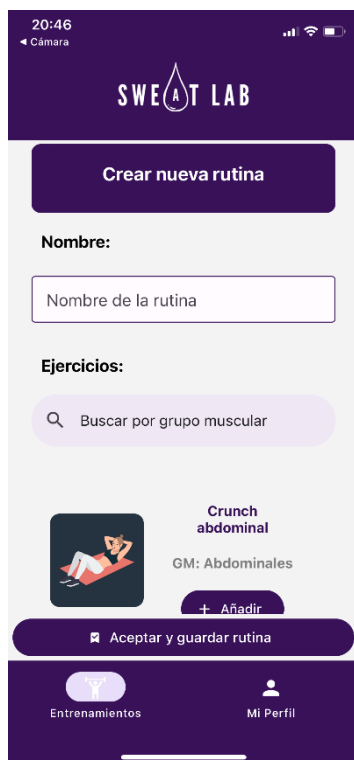 20:46
◀ Cámara
SWEAT LAB
Crear nueva rutina
Nombre:
Nombre de la rutina
Ejercicios:
Buscar por grupo muscular
Crunch
abdominal
GM: Abdominales
+ Añadir
Aceptar y guardar rutina
Entrenamientos
Mi Perfil